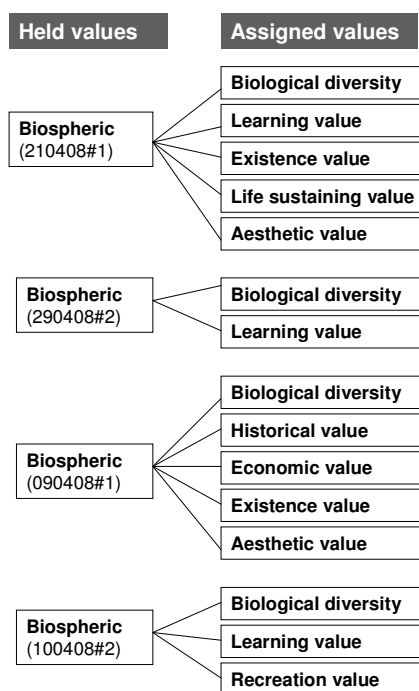 Held values
Assigned values
Biospheric
(210408#1)
Biological diversity
Learning value
Existence value
Life sustaining value
Aesthetic value
Biospheric
(290408#2)
Biological diversity
Learning value
Biospheric
(090408#1)
Biological diversity
Historical value
Economic value
Existence value
Aesthetic value
Biospheric
(100408#2)
Biological diversity
Learning value
Recreation value